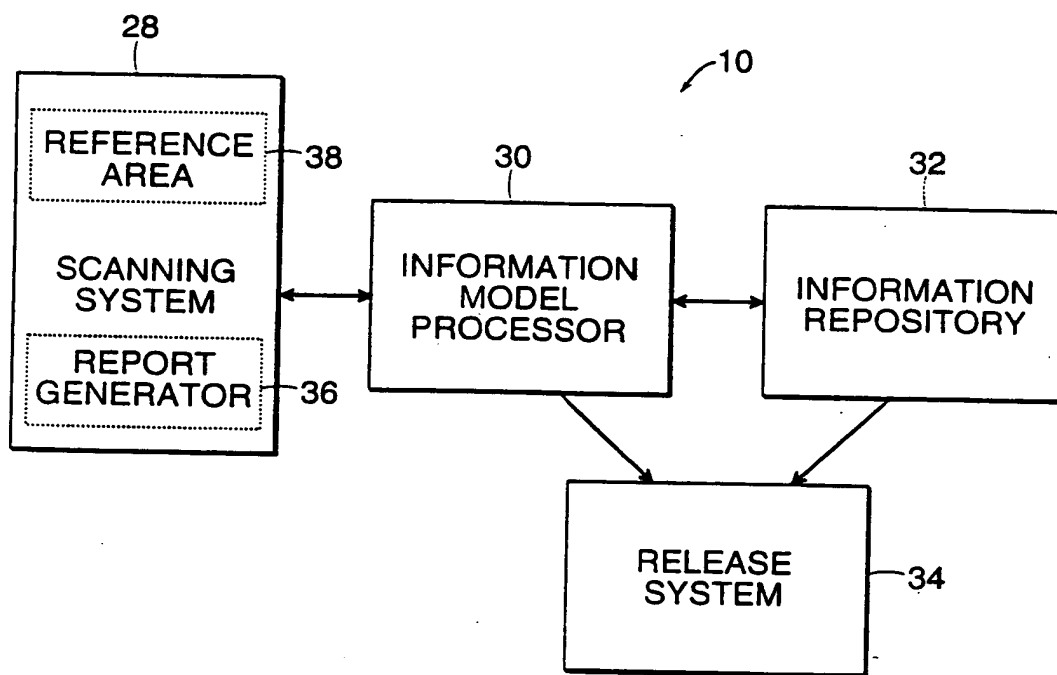 28
10
REFERENCE
AREA
38
30
32
SCANNING
SYSTEM
INFORMATION
MODEL
PROCESSOR
INFORMATION
REPOSITORY
REPORT
GENERATOR
36
RELEASE
SYSTEM
34